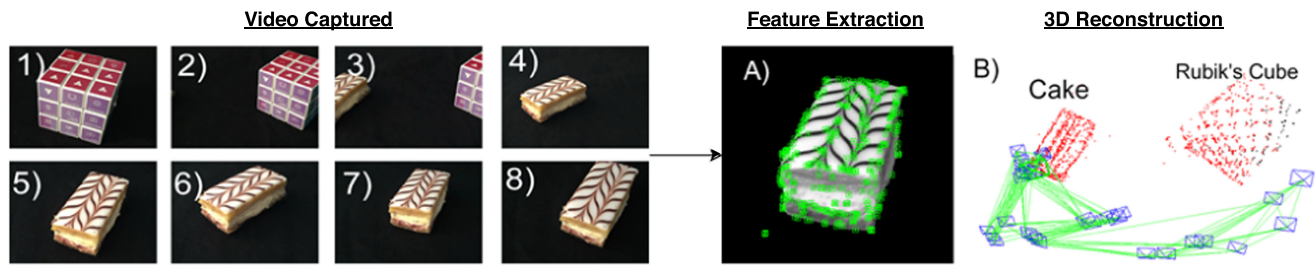 Video Captured
Feature Extraction
3D Reconstruction
1)
2)
3)
4)
5)
6)
7)
8)
A)
B)
Cake
Rubik's Cube